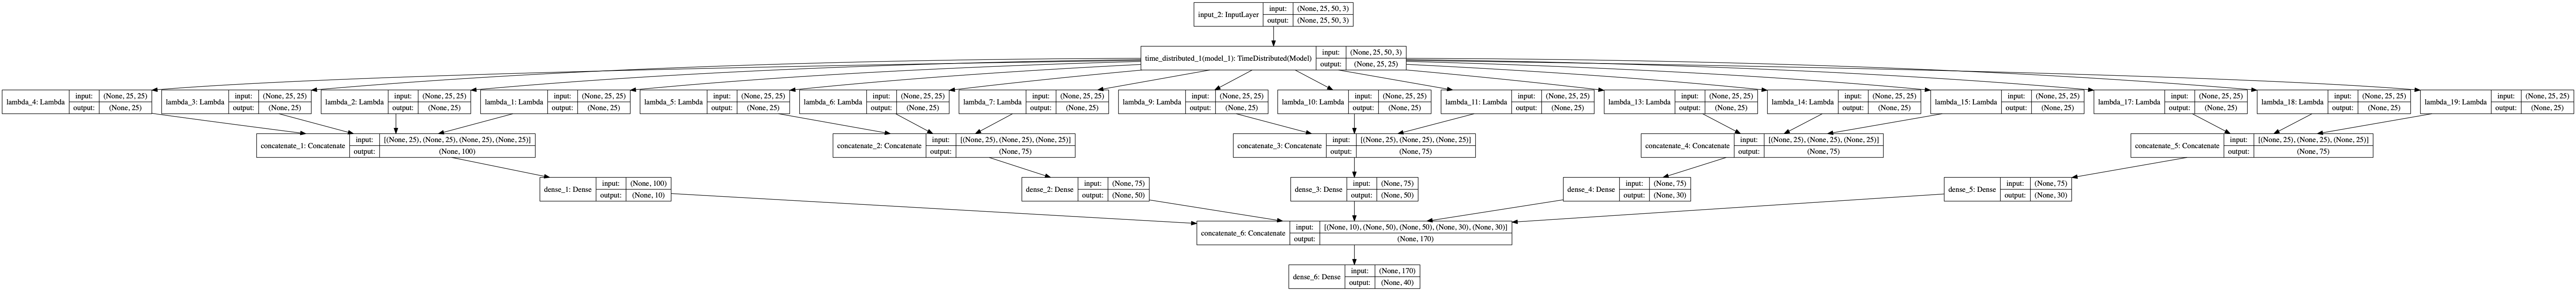 input_2: InputLayer
input: (None, 25, 50, 3)
output: (None, 25, 50, 3)
time_distributed_1(model_1): TimeDistributed(Model)
input: (None, 25, 50, 3)
output: (None, 25, 25)
lambda_4: Lambda
input: (None, 25, 25)
output: (None, 25)
lambda_3: Lambda
input: (None, 25, 25)
output: (None, 25)
lambda_2: Lambda
input: (None, 25, 25)
output: (None, 25)
lambda_1: Lambda
input: (None, 25, 25)
output: (None, 25)
lambda_5: Lambda
input: (None, 25, 25)
output: (None, 25)
lambda_6: Lambda
input: (None, 25, 25)
output: (None, 25)
lambda_7: Lambda
input: (None, 25, 25)
output: (None, 25)
lambda_9: Lambda
input: (None, 25, 25)
output: (None, 25)
lambda_10: Lambda
input: (None, 25, 25)
output: (None, 25)
lambda_11: Lambda
input: (None, 25, 25)
output: (None, 25)
lambda_13: Lambda
input: (None, 25, 25)
output: (None, 25)
lambda_14: Lambda
input: (None, 25, 25)
output: (None, 25)
lambda_15: Lambda
input: (None, 25, 25)
output: (None, 25)
lambda_17: Lambda
input: (None, 25, 25)
output: (None, 25)
lambda_18: Lambda
input: (None, 25, 25)
output: (None, 25)
lambda_19: Lambda
input: (None, 25, 25)
output: (None, 25)
concatenate_1: Concatenate
input: [(None, 25), (None, 25), (None, 25), (None, 25)]
output: (None, 100)
concatenate_2: Concatenate
input: [(None, 25), (None, 25), (None, 25)]
output: (None, 75)
concatenate_3: Concatenate
input: [(None, 25), (None, 25), (None, 25)]
output: (None, 75)
concatenate_4: Concatenate
input: [(None, 25), (None, 25), (None, 25)]
output: (None, 75)
concatenate_5: Concatenate
input: [(None, 25), (None, 25), (None, 25)]
output: (None, 75)
dense_1: Dense
input: (None, 100)
output: (None, 10)
dense_2: Dense
input: (None, 75)
output: (None, 50)
dense_3: Dense
input: (None, 75)
output: (None, 50)
dense_4: Dense
input: (None, 75)
output: (None, 30)
dense_5: Dense
input: (None, 75)
output: (None, 30)
concatenate_6: Concatenate
input: [(None, 10), (None, 50), (None, 50), (None, 30), (None, 30)]
output: (None, 170)
dense_6: Dense
input: (None, 170)
output: (None, 40)